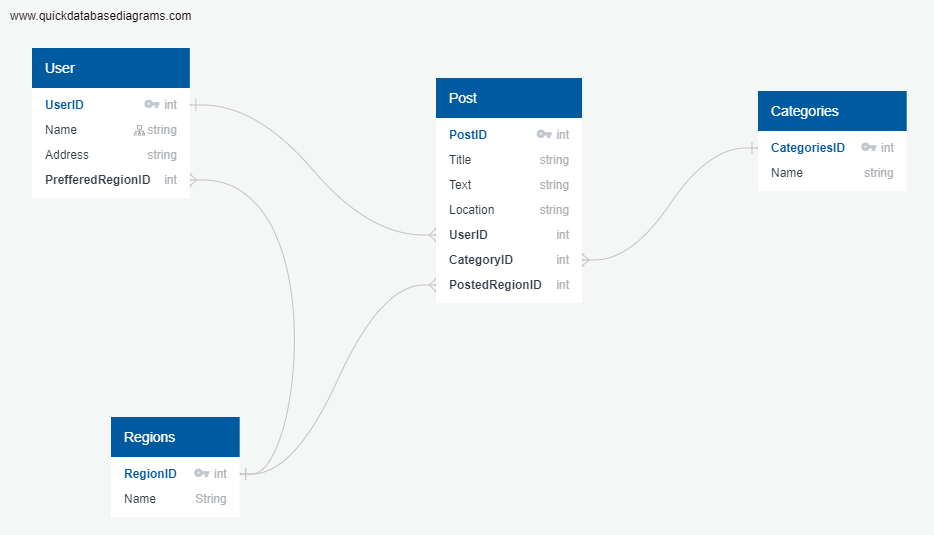 www.quickdatabasediagrams.com
User
UserID int
Name string
Address string
PrefferedRegionID int
Post
PostID int
Title string
Text string
Location string
UserID int
CategoryID int
PostedRegionID int
Categories
CategoriesID int
Name string
Regions
RegionID int
Name String